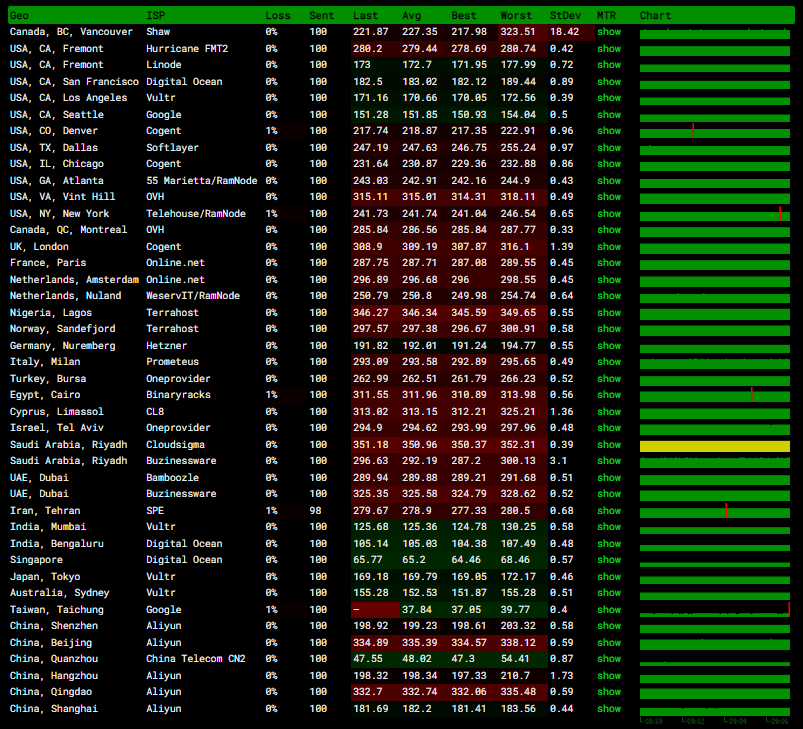 Geo ISP Loss Sent Last Avg Best Worst StDev MTR Chart
Canada, BC, Vancouver Shaw 0% 100 221.87 227.35 217.98 323.51 18.42 show
USA, CA, Fremont Hurricane FMT2 0% 100 280.2 279.44 278.69 280.74 0.42 show
USA, CA, Fremont Linode 0% 100 173 172.7 171.95 177.99 0.72 show
USA, CA, San Francisco Digital Ocean 0% 100 182.5 183.02 182.12 189.44 0.89 show
USA, CA, Los Angeles Vultr 0% 100 171.16 170.66 170.05 172.56 0.39 show
USA, CA, Seattle Google 0% 100 151.28 151.85 150.93 154.04 0.5 show
USA, CO, Denver Cogent 1% 100 217.74 218.87 217.35 222.91 0.96 show
USA, TX, Dallas Softlayer 0% 100 247.19 247.63 246.75 255.24 0.97 show
USA, IL, Chicago Cogent 0% 100 231.64 230.87 229.36 232.88 0.86 show
USA, GA, Atlanta 55 Marietta/RamNode 0% 100 243.03 242.91 242.16 244.9 0.43 show
USA, VA, Vint Hill OVH 0% 100 315.11 315.01 314.31 318.11 0.49 show
USA, NY, New York Telehouse/RamNode 1% 100 241.73 241.74 241.04 246.54 0.65 show
Canada, QC, Montreal OVH 0% 100 285.84 286.56 285.84 287.77 0.33 show
UK, London Cogent 0% 100 308.9 309.19 307.87 316.1 1.39 show
France, Paris Online.net 0% 100 287.75 287.71 287.08 289.55 0.45 show
Netherlands, Amsterdam Online.net 0% 100 296.89 296.68 296 298.55 0.45 show
Netherlands, Nuland WeservIT/RamNode 0% 100 250.79 250.8 249.98 254.74 0.64 show
Nigeria, Lagos Terrahost 0% 100 346.27 346.34 345.59 349.65 0.55 show
Norway, Sandefjord Terrahost 0% 100 297.57 297.38 296.67 300.91 0.58 show
Germany, Nuremberg Hetzner 0% 100 191.82 192.01 191.24 194.77 0.55 show
Italy, Milan Prometeus 0% 100 293.09 293.58 292.89 295.65 0.49 show
Turkey, Bursa Oneprovider 0% 100 262.99 262.51 261.79 266.23 0.52 show
Egypt, Cairo Binaryracks 1% 100 311.55 311.96 310.89 313.98 0.56 show
Cyprus, Limassol CL8 0% 100 313.02 313.15 312.21 325.21 1.36 show
Israel, Tel Aviv Oneprovider 0% 100 294.9 294.62 293.99 297.96 0.48 show
Saudi Arabia, Riyadh Cloudsigma 0% 100 351.18 350.96 350.37 352.31 0.39 show
Saudi Arabia, Riyadh Buzinessware 0% 100 296.63 292.19 287.2 300.13 3.1 show
UAE, Dubai Bamboozle 0% 100 289.94 289.88 289.21 291.68 0.51 show
UAE, Dubai Buzinessware 0% 100 325.35 325.58 324.79 328.62 0.52 show
Iran, Tehran SPE 1% 98 279.67 278.9 277.33 280.5 0.68 show
India, Mumbai Vultr 0% 100 125.68 125.36 124.78 130.25 0.58 show
India, Bengaluru Digital Ocean 0% 100 105.14 105.03 104.38 107.49 0.48 show
Singapore Digital Ocean 0% 100 65.77 65.2 64.46 68.46 0.57 show
Japan, Tokyo Vultr 0% 100 169.18 169.79 169.05 172.17 0.46 show
Australia, Sydney Vultr 0% 100 155.28 152.53 151.87 155.28 0.51 show
Taiwan, Taichung Google 1% 100 – 37.84 37.05 39.77 0.4 show
China, Shenzhen Aliyun 0% 100 198.92 199.23 198.61 203.32 0.58 show
China, Beijing Aliyun 0% 100 334.89 335.39 334.57 338.12 0.59 show
China, Quanzhou China Telecom CN2 0% 100 47.55 48.02 47.3 54.41 0.87 show
China, Hangzhou Aliyun 0% 100 198.32 198.34 197.33 210.7 1.73 show
China, Qingdao Aliyun 0% 100 332.7 332.74 332.06 335.48 0.59 show
China, Shanghai Aliyun 0% 100 181.69 182.2 181.41 183.56 0.44 show
08:59 09:02 09:04 09:06